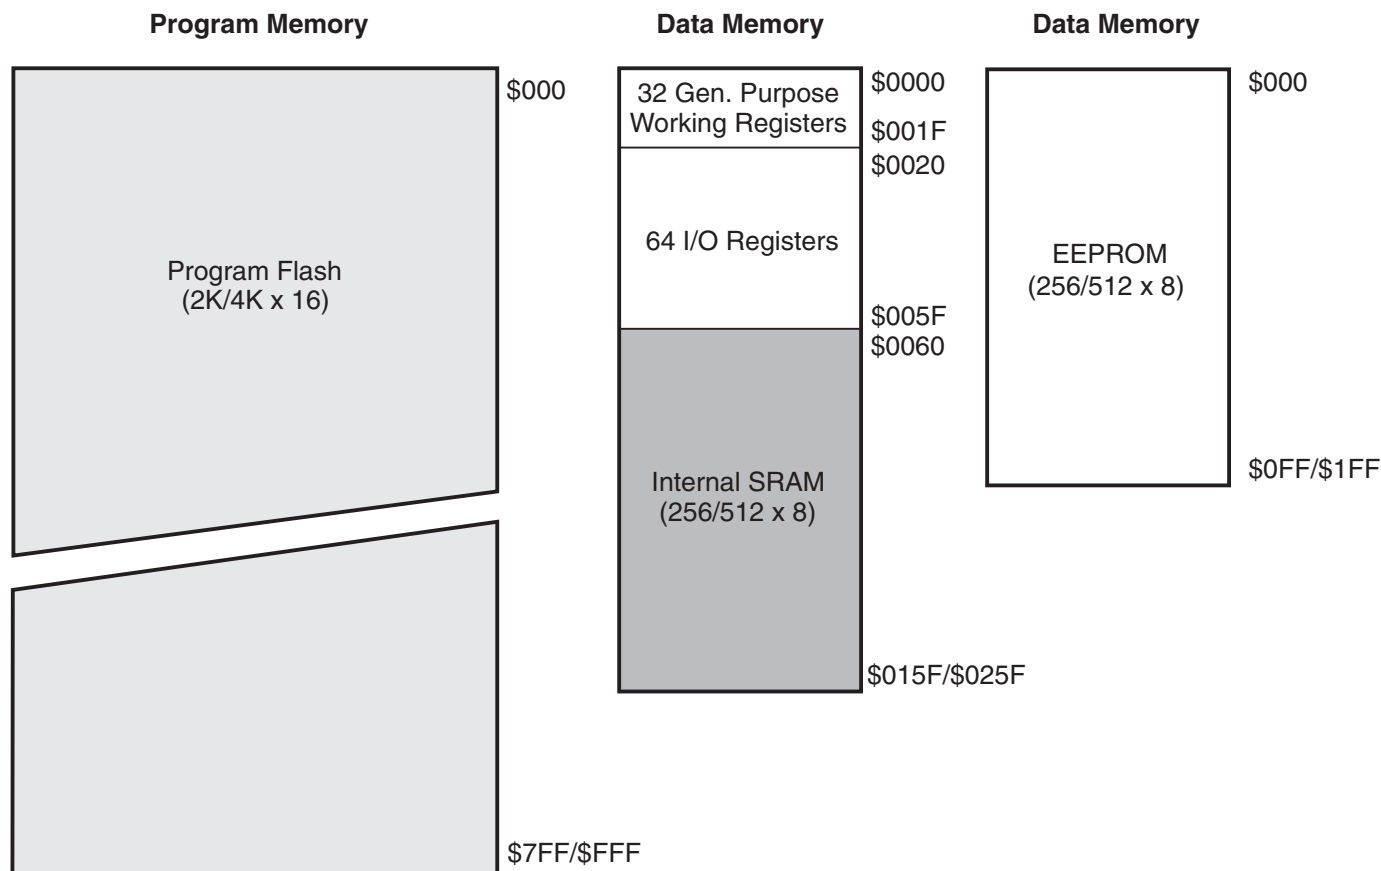 Program Memory
$000
Program Flash
(2K/4K x 16)
$7FF/$FFF
Data Memory
32 Gen. Purpose
Working Registers
$0000
$001F
$0020
64 I/O Registers
$005F
$0060
Internal SRAM
(256/512 x 8)
$015F/$025F
Data Memory
$000
EEPROM
(256/512 x 8)
$0FF/$1FF